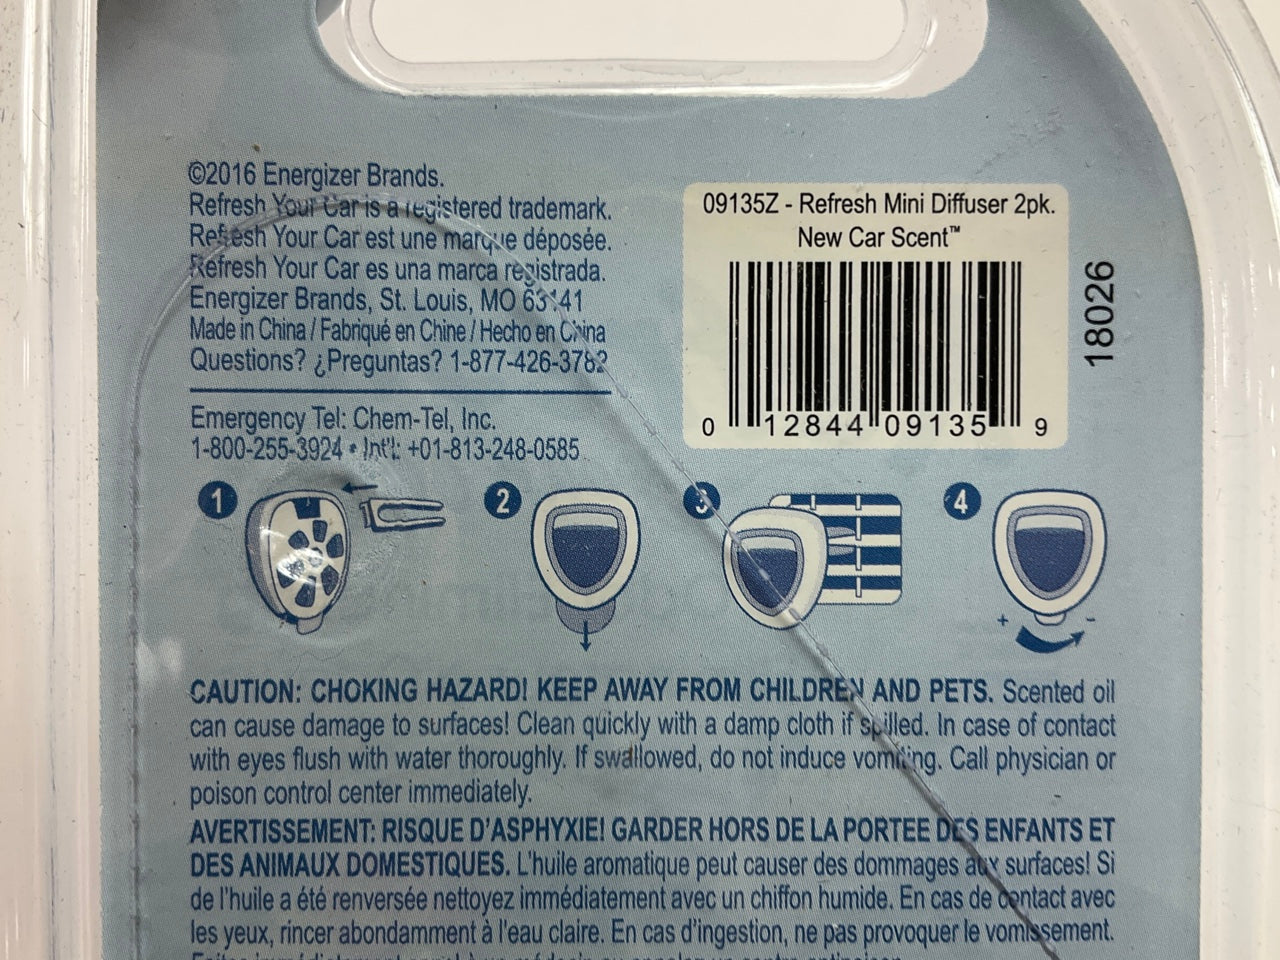 ©2016 Energizer Brands.
Refresh Your Car is a registered trademark.
Refresh Your Car est une marque déposée.
Refresh Your Car es una marca registrada.
Energizer Brands, St. Louis, MO 63141
Made in China / Fabriqué en Chine / Hecho en China
Questions? ¿Preguntas? 1-877-426-3782
Emergency Tel: Chem-Tel, Inc.
1-800-255-3924 • Int'l: +01-813-248-0585
09135Z - Refresh Mini Diffuser 2pk.
New Car Scent™
0 12844 09135 9
18026
1 2 3 4
+ -
CAUTION: CHOKING HAZARD! KEEP AWAY FROM CHILDREN AND PETS. Scented oil
can cause damage to surfaces! Clean quickly with a damp cloth if spilled. In case of contact
with eyes flush with water thoroughly. If swallowed, do not induce vomiting. Call physician or
poison control center immediately.
AVERTISSEMENT: RISQUE D'ASPHYXIE! GARDER HORS DE LA PORTEE DES ENFANTS ET
DES ANIMAUX DOMESTIQUES. L'huile aromatique peut causer des dommages aux surfaces! Si
de l'huile a été renversée nettoyez immédiatement avec un chiffon humide. En cas de contact avec
les yeux, rincer abondamment à l'eau claire. En cas d'ingestion, ne pas provoquer le vomissement.